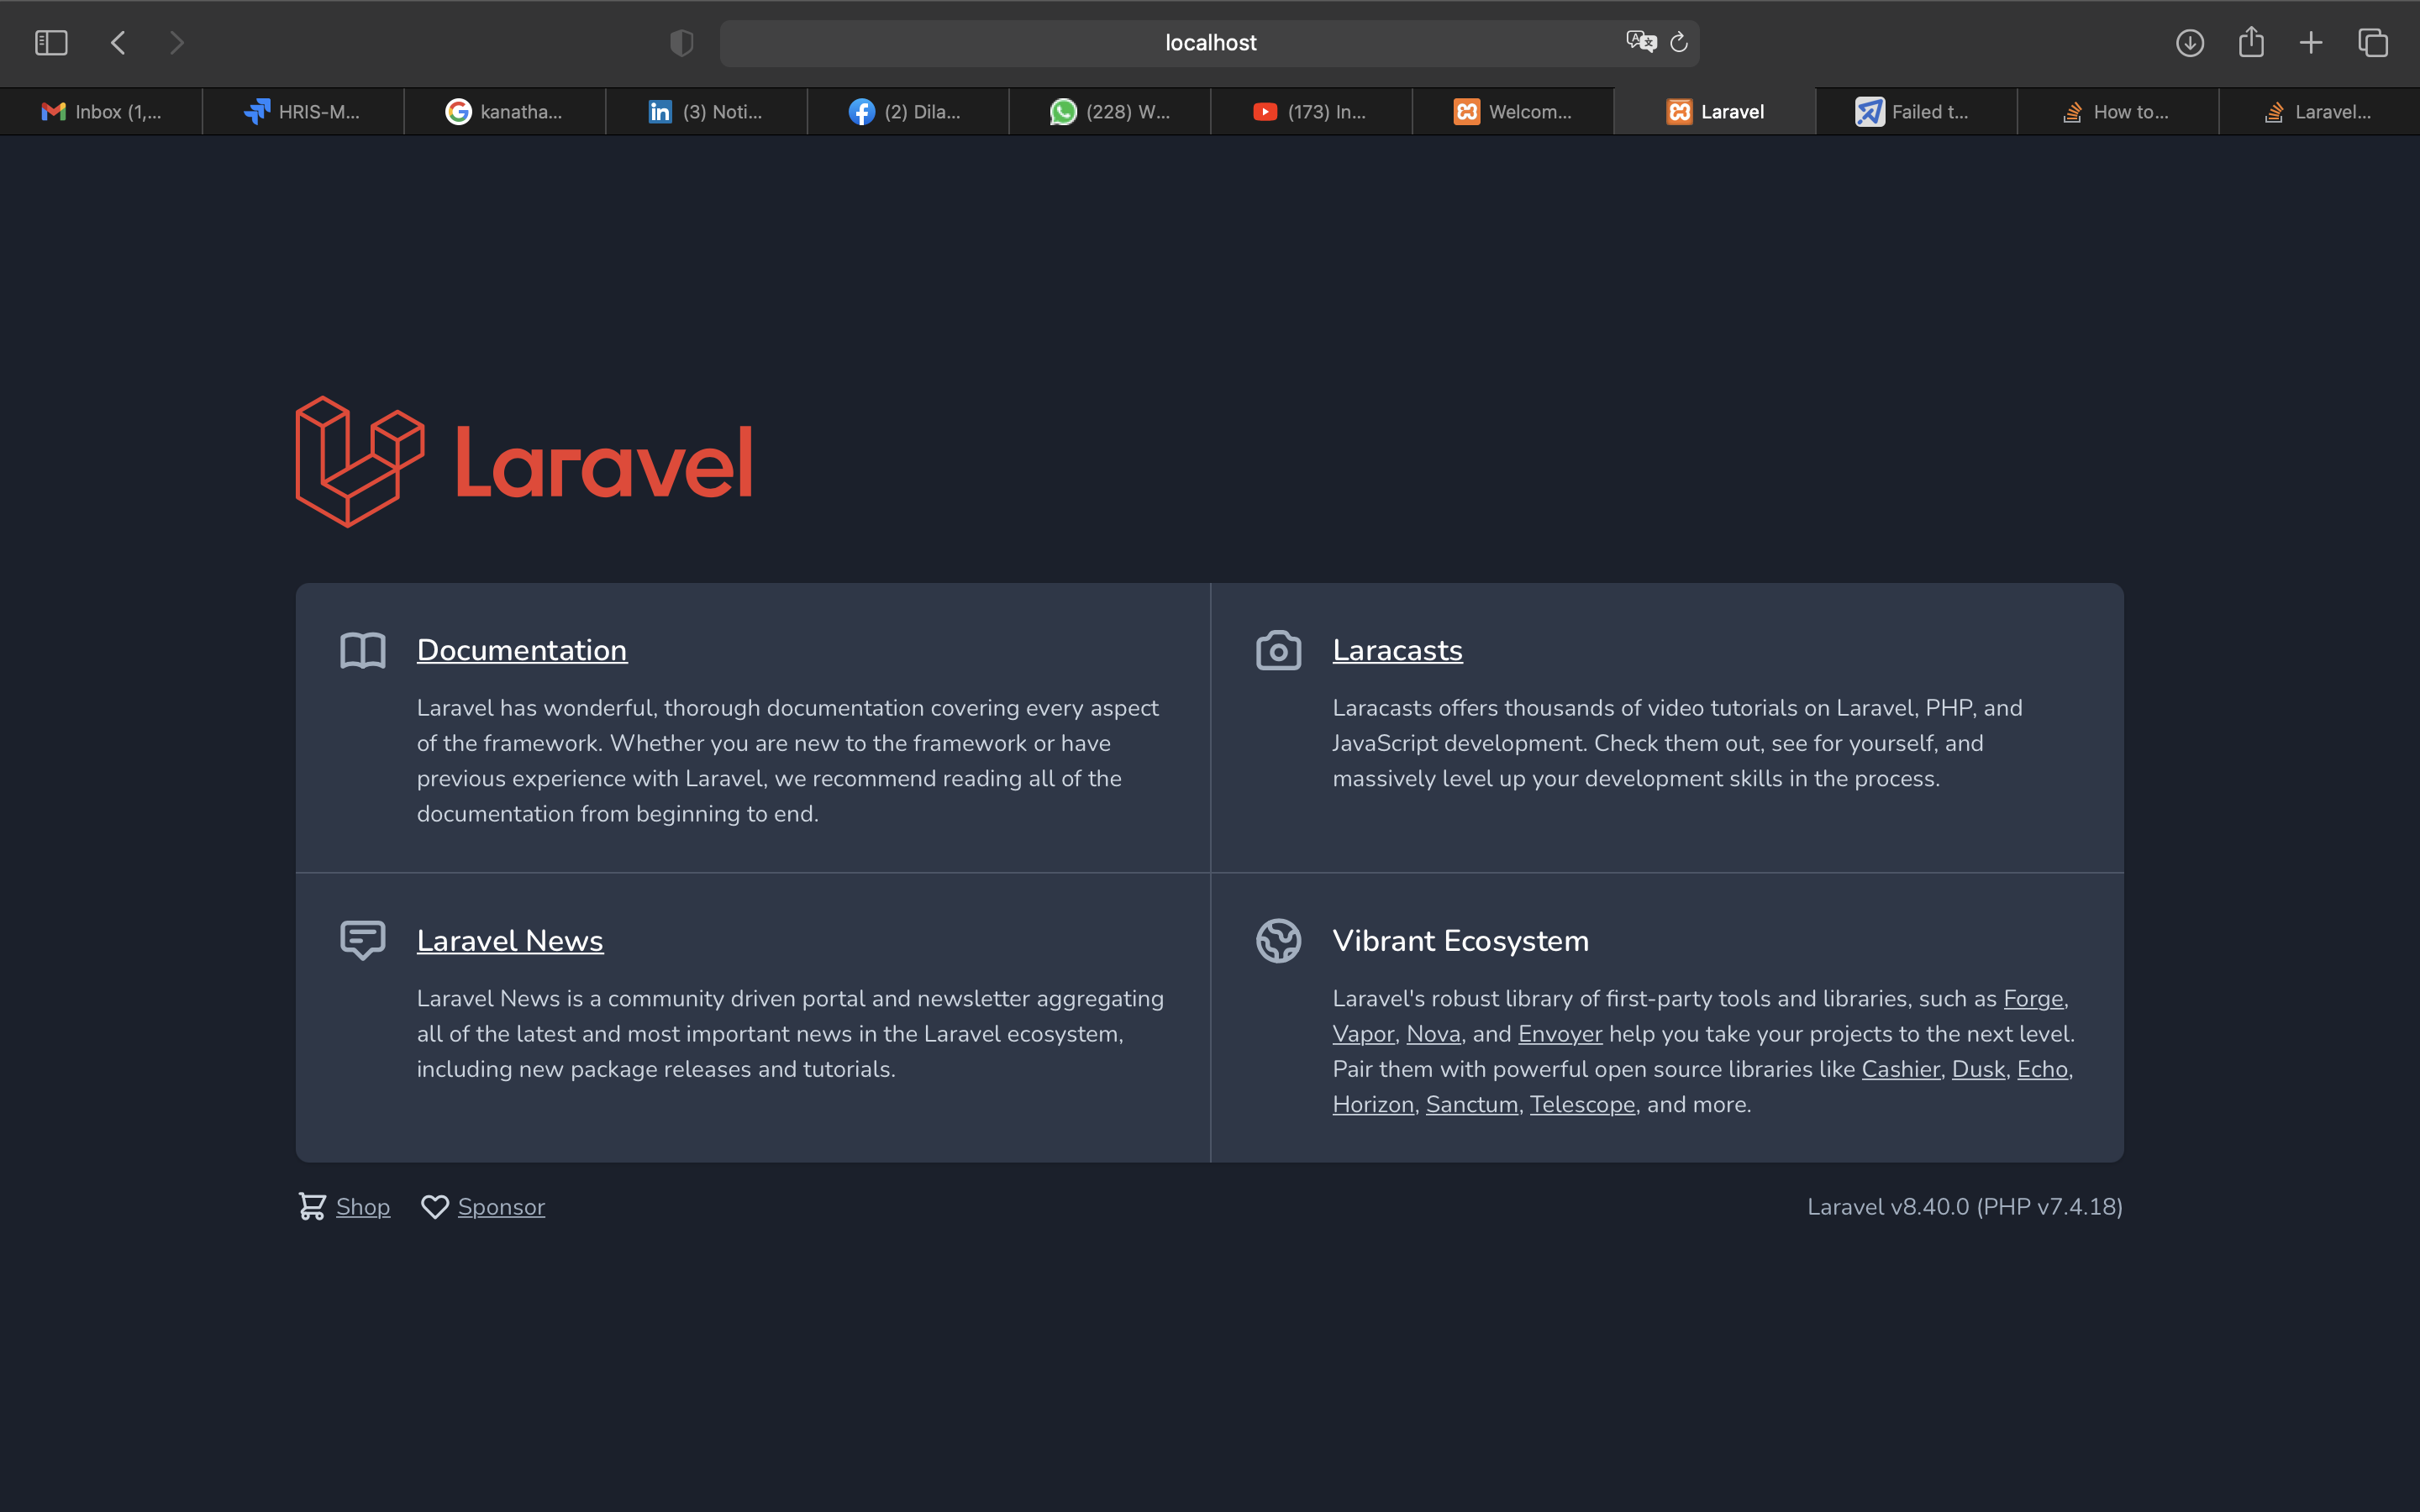 localhost
Inbox (1,...
HRIS-M...
kanatha...
(3) Noti...
(2) Dila...
(228) W...
(173) In...
Welcom...
Laravel
Failed t...
How to...
Laravel...
Laravel
Documentation
Laravel has wonderful, thorough documentation covering every aspect
of the framework. Whether you are new to the framework or have
previous experience with Laravel, we recommend reading all of the
documentation from beginning to end.
Laracasts
Laracasts offers thousands of video tutorials on Laravel, PHP, and
JavaScript development. Check them out, see for yourself, and
massively level up your development skills in the process.
Laravel News
Laravel News is a community driven portal and newsletter aggregating
all of the latest and most important news in the Laravel ecosystem,
including new package releases and tutorials.
Vibrant Ecosystem
Laravel's robust library of first-party tools and libraries, such as Forge,
Vapor, Nova, and Envoyer help you take your projects to the next level.
Pair them with powerful open source libraries like Cashier, Dusk, Echo,
Horizon, Sanctum, Telescope, and more.
Shop
Sponsor
Laravel v8.40.0 (PHP v7.4.18)